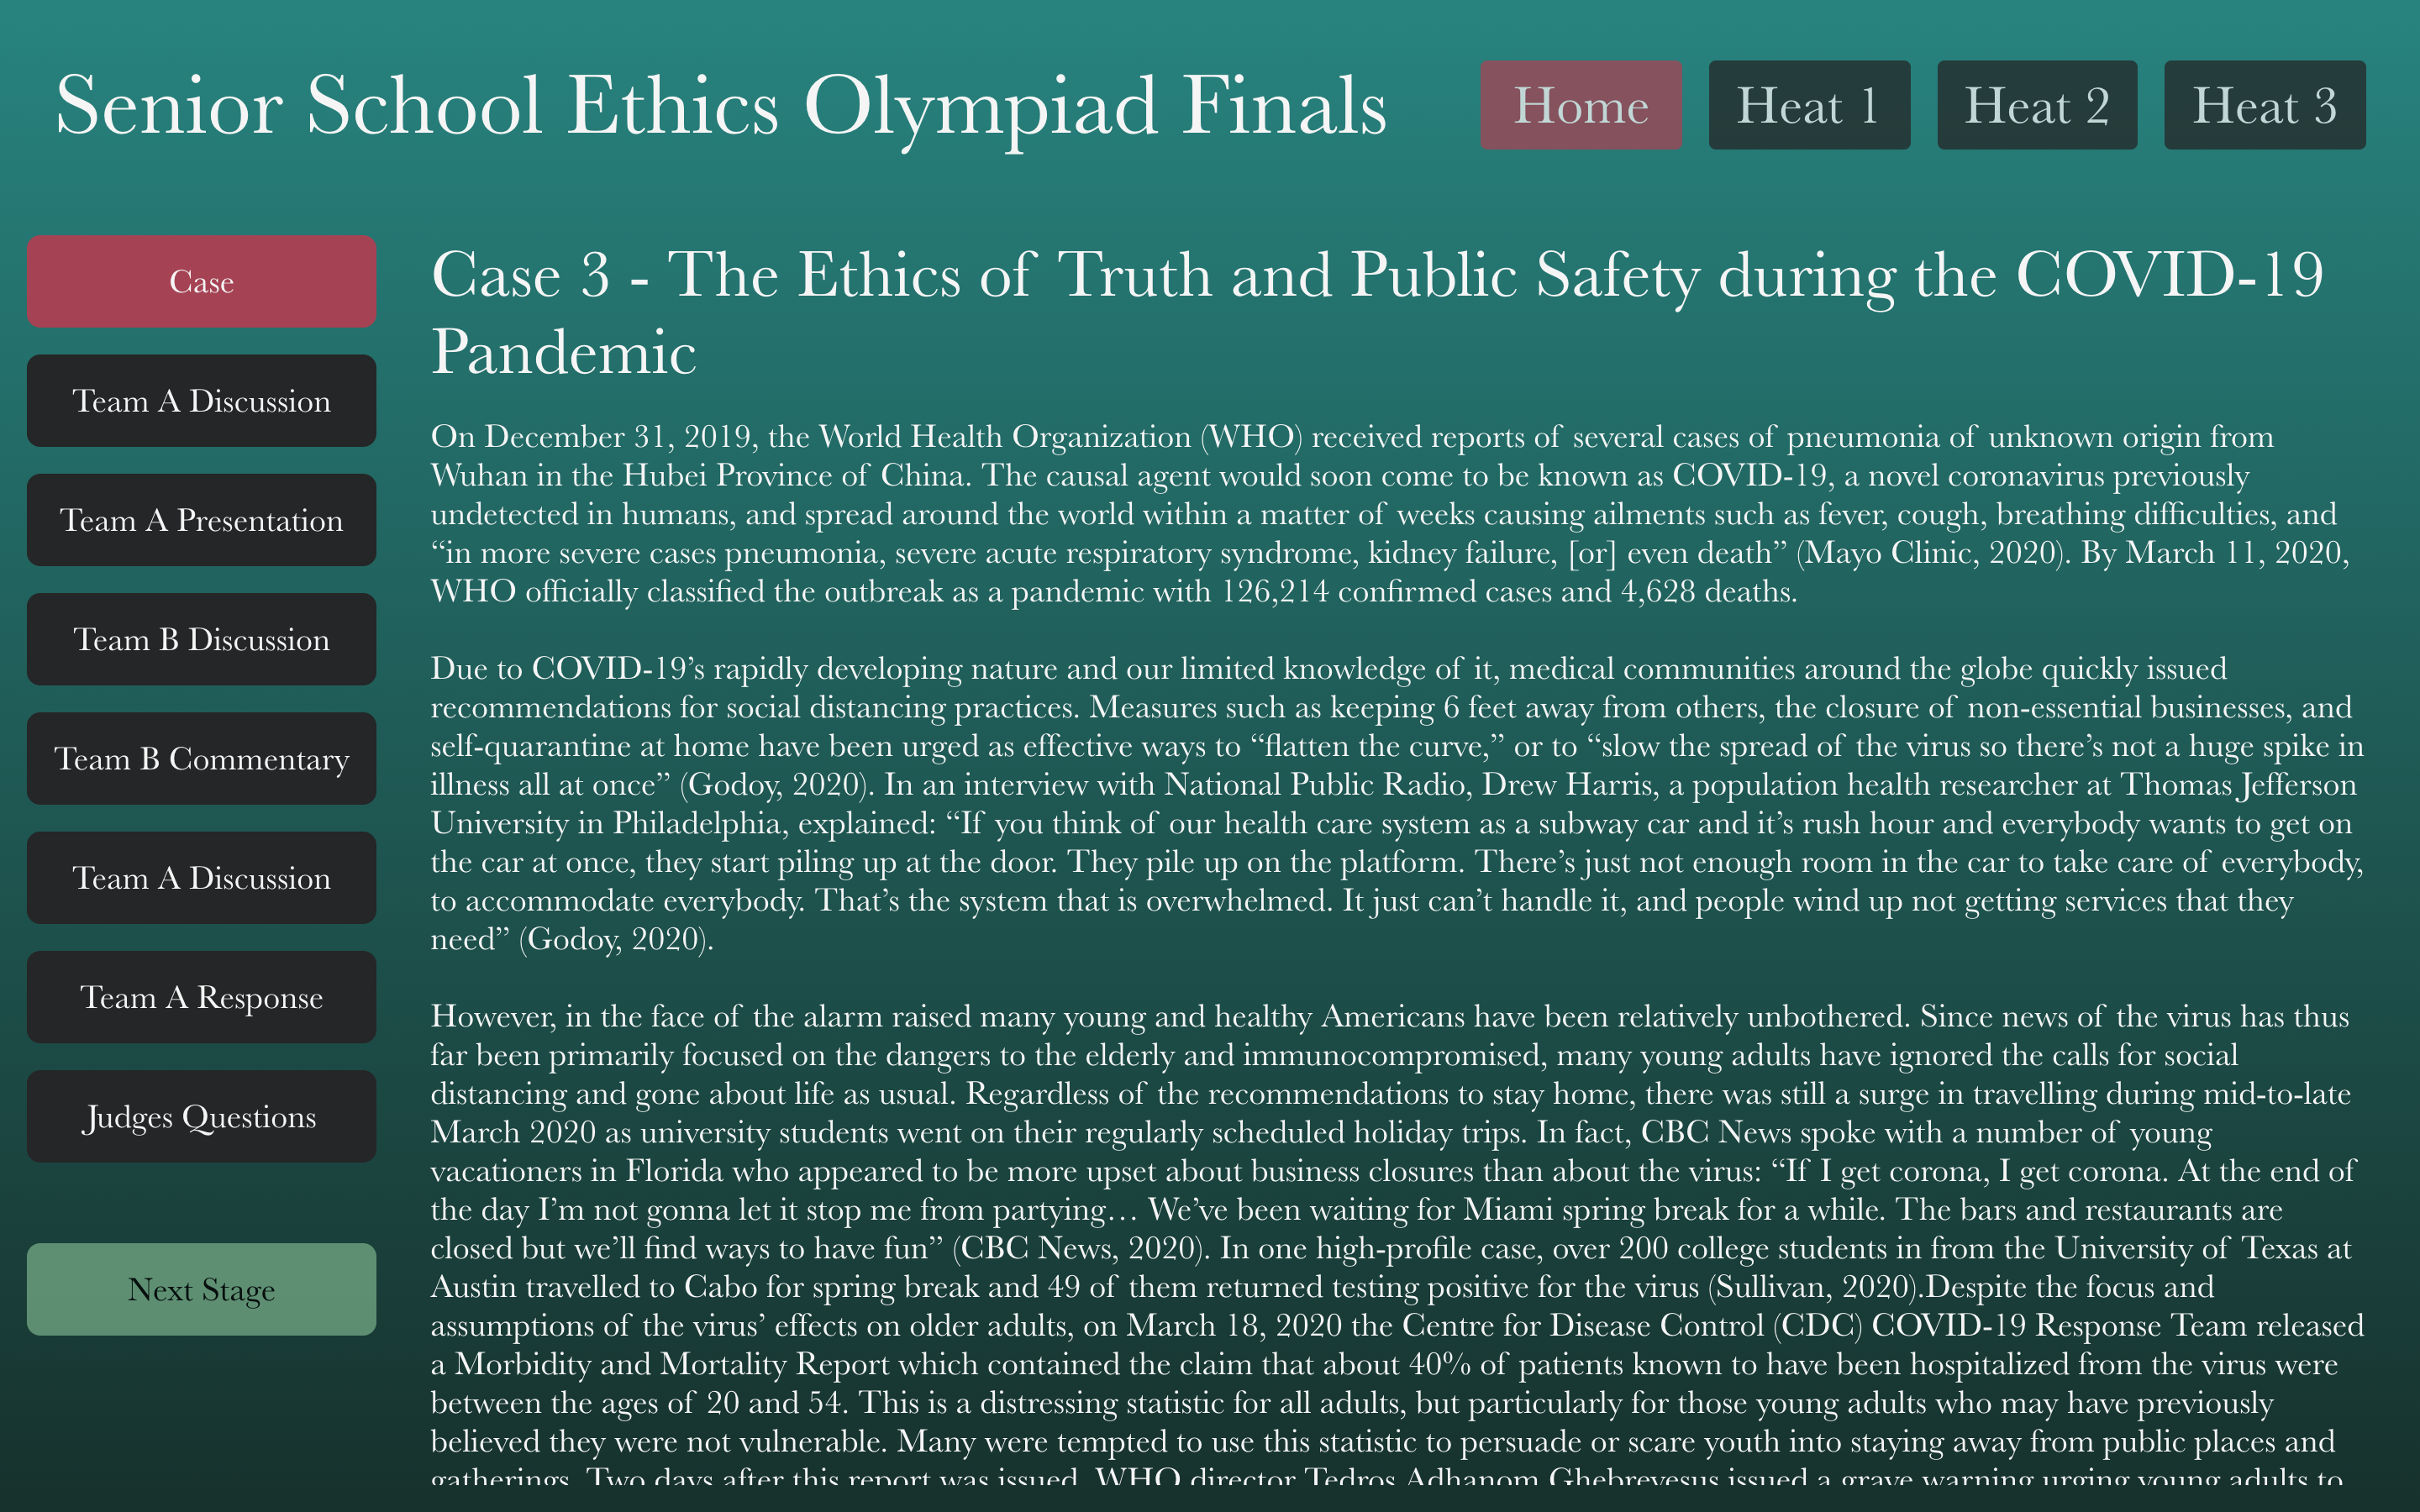 Senior School Ethics Olympiad Finals
Home
Heat 1
Heat 2
Heat 3
Case
Team A Discussion
Team A Presentation
Team B Discussion
Team B Commentary
Team A Discussion
Team A Response
Judges Questions
Next Stage
Case 3 - The Ethics of Truth and Public Safety during the COVID-19
Pandemic
On December 31, 2019, the World Health Organization (WHO) received reports of several cases of pneumonia of unknown origin from
Wuhan in the Hubei Province of China. The causal agent would soon come to be known as COVID-19, a novel coronavirus previously
undetected in humans, and spread around the world within a matter of weeks causing ailments such as fever, cough, breathing difficulties, and
“in more severe cases pneumonia, severe acute respiratory syndrome, kidney failure, [or] even death” (Mayo Clinic, 2020). By March 11, 2020,
WHO officially classified the outbreak as a pandemic with 126,214 confirmed cases and 4,628 deaths.
Due to COVID-19’s rapidly developing nature and our limited knowledge of it, medical communities around the globe quickly issued
recommendations for social distancing practices. Measures such as keeping 6 feet away from others, the closure of non-essential businesses, and
self-quarantine at home have been urged as effective ways to “flatten the curve,” or to “slow the spread of the virus so there’s not a huge spike in
illness all at once” (Godoy, 2020). In an interview with National Public Radio, Drew Harris, a population health researcher at Thomas Jefferson
University in Philadelphia, explained: “If you think of our health care system as a subway car and it’s rush hour and everybody wants to get on
the car at once, they start piling up at the door. They pile up on the platform. There’s just not enough room in the car to take care of everybody,
to accommodate everybody. That’s the system that is overwhelmed. It just can’t handle it, and people wind up not getting services that they
need” (Godoy, 2020).
However, in the face of the alarm raised many young and healthy Americans have been relatively unbothered. Since news of the virus has thus
far been primarily focused on the dangers to the elderly and immunocompromised, many young adults have ignored the calls for social
distancing and gone about life as usual. Regardless of the recommendations to stay home, there was still a surge in travelling during mid-to-late
March 2020 as university students went on their regularly scheduled holiday trips. In fact, CBC News spoke with a number of young
vacationers in Florida who appeared to be more upset about business closures than about the virus: “If I get corona, I get corona. At the end of
the day I’m not gonna let it stop me from partying… We’ve been waiting for Miami spring break for a while. The bars and restaurants are
closed but we’ll find ways to have fun” (CBC News, 2020). In one high-profile case, over 200 college students in from the University of Texas at
Austin travelled to Cabo for spring break and 49 of them returned testing positive for the virus (Sullivan, 2020).Despite the focus and
assumptions of the virus’ effects on older adults, on March 18, 2020 the Centre for Disease Control (CDC) COVID-19 Response Team released
a Morbidity and Mortality Report which contained the claim that about 40% of patients known to have been hospitalized from the virus were
between the ages of 20 and 54. This is a distressing statistic for all adults, but particularly for those young adults who may have previously
believed they were not vulnerable. Many were tempted to use this statistic to persuade or scare youth into staying away from public places and
gatherings. Two days after this report was issued, WHO director Tedros Adhanom Ghebreyesus issued a grave warning urging young adults to